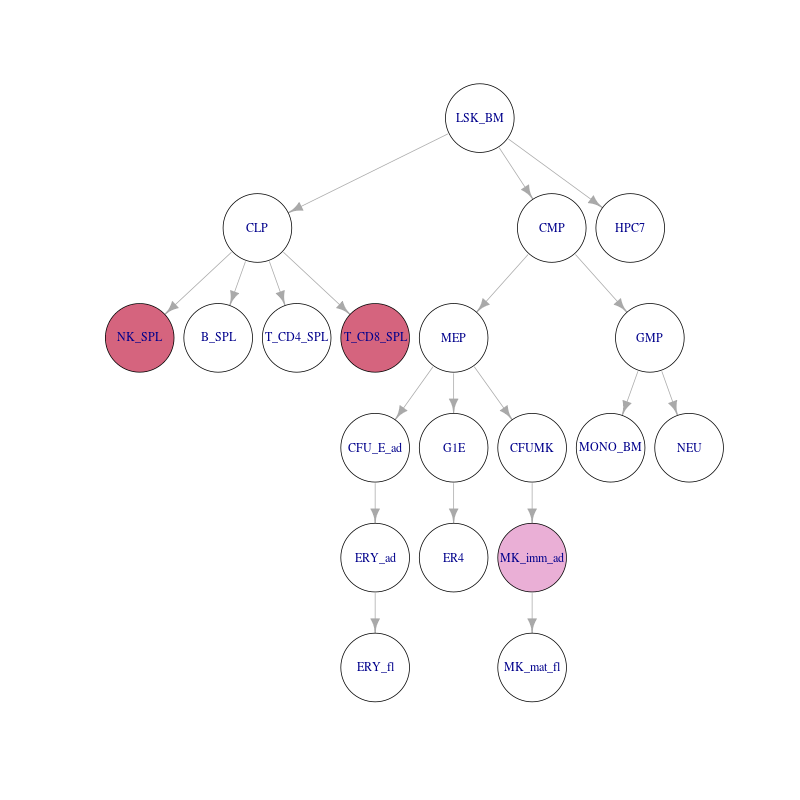 LSK_BM
CLP
CMP
HPC7
NK_SPL
B_SPL
T_CD4_SPL
T_CD8_SPL
MEP
GMP
CFU_E_ad
G1E
CFUMK
MONO_BM
NEU
ERY_ad
ER4
MK_imm_ad
ERY_fl
MK_mat_fl